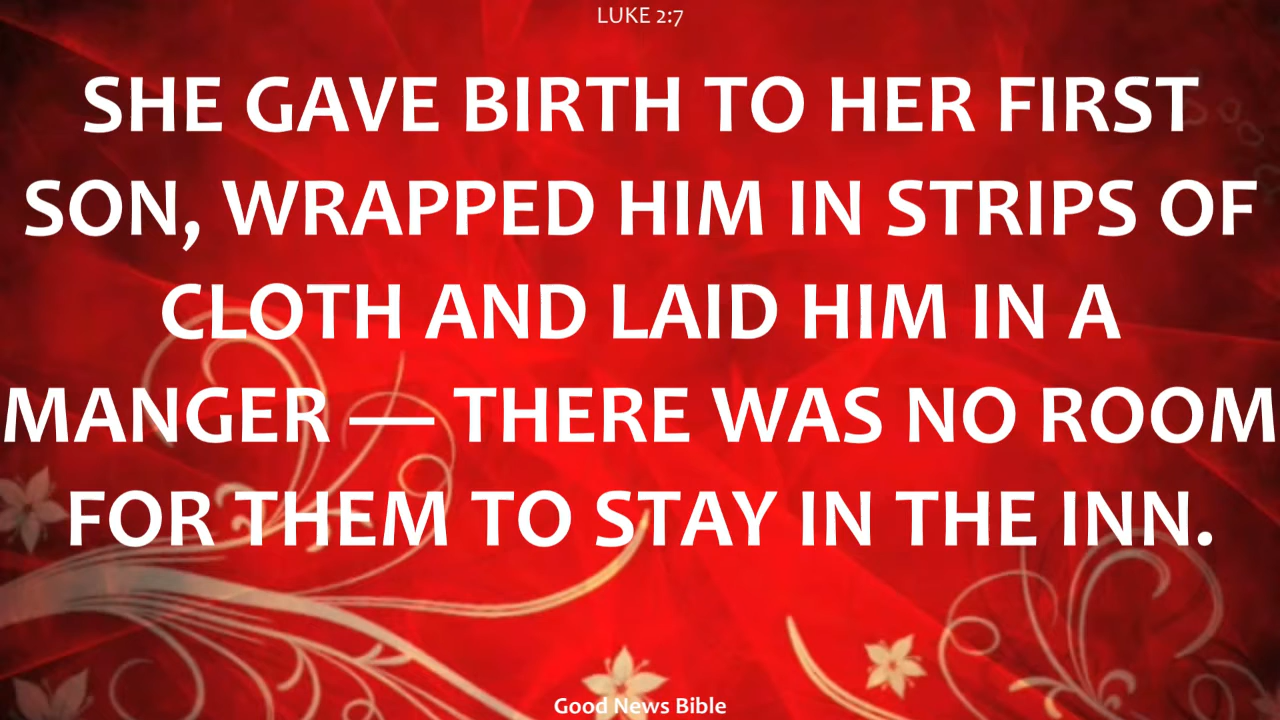 LUKE 2:7
SHE GAVE BIRTH TO HER FIRST
SON, WRAPPED HIM IN STRIPS OF
CLOTH AND LAID HIM IN A
MANGER — THERE WAS NO ROOM
FOR THEM TO STAY IN THE INN.
Good News Bible